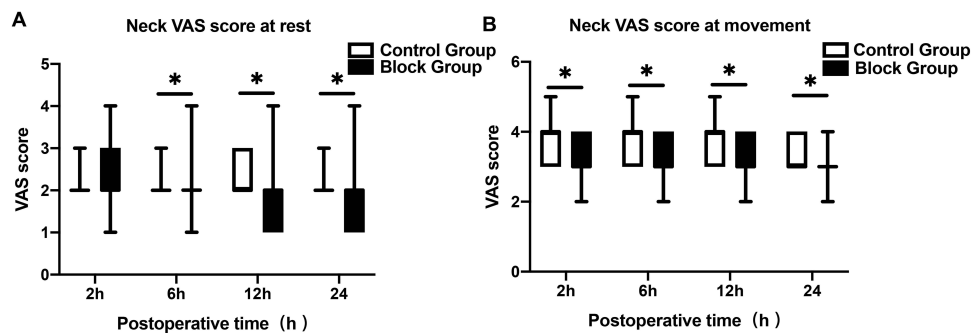 A
Neck VAS score at rest
Control Group
Block Group
VAS score
5
4
3
2
1
0
*
*
*
2h
6h
12h
24
Postoperative time（h）
B
Neck VAS score at movement
Control Group
Block Group
VAS score
6
4
2
0
*
*
*
*
2h
6h
12h
24
Postoperative time（h）